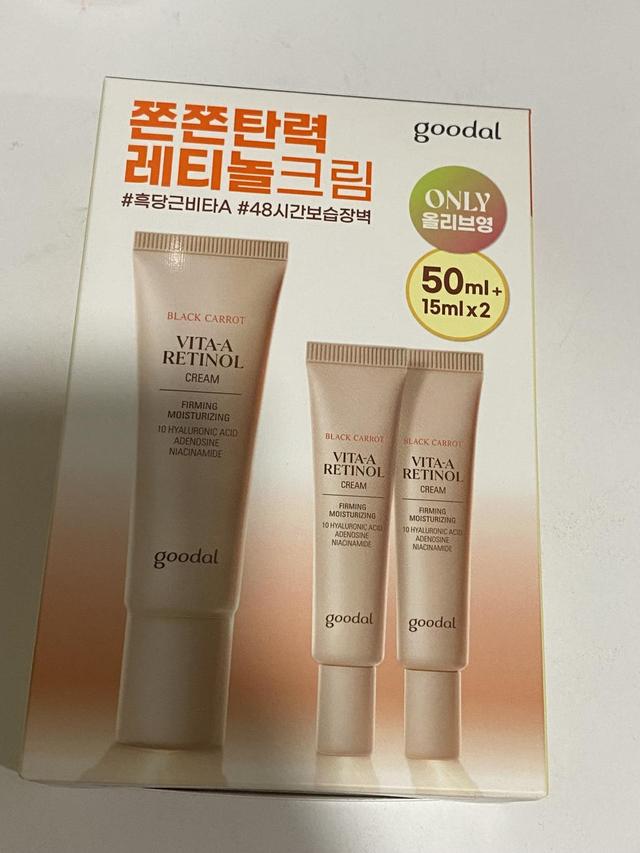 쫀쫀탄력
레티놀크림
#흑당근비타A #48시간보습장벽
goodal
ONLY
올리브영
50ml+
15mlx2
BLACK CARROT
VITA-A
RETINOL
CREAM
FIRMING
MOISTURIZING
10 HYALURONIC ACID
ADENOSINE
NIACINAMIDE
goodal
BLACK CARROT
VITA-A
RETINOL
CREAM
FIRMING
MOISTURIZING
10 HYALURONIC ACID
ADENOSINE
NIACINAMIDE
goodal
BLACK CARROT
VITA-A
RETINOL
CREAM
FIRMING
MOISTURIZING
10 HYALURONIC ACID
ADENOSINE
NIACINAMIDE
goodal